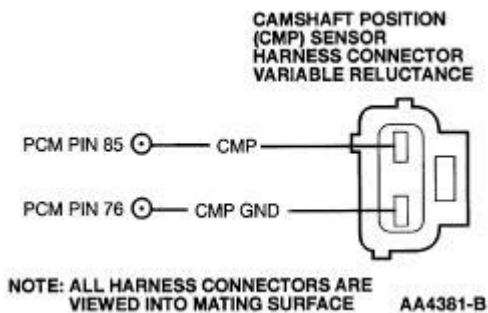 CAMSHAFT POSITION
(CMP) SENSOR
HARNESS CONNECTOR
VARIABLE RELUCTANCE
PCM PIN 85 CMP
PCM PIN 76 CMP GND
NOTE: ALL HARNESS CONNECTORS ARE
VIEWED INTO MATING SURFACE AA4381-B